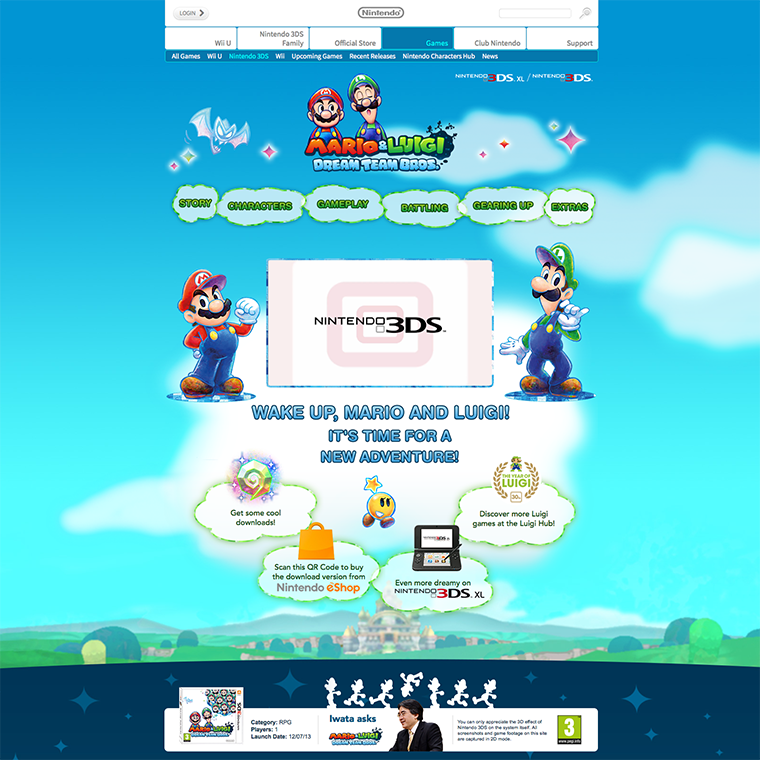 LOGIN
Nintendo
Wii U
Nintendo 3DS
Family
Official Store
Games
Club Nintendo
Support
All Games Wii U Nintendo 3DS Wii Upcoming Games Recent Releases Nintendo Characters Hub News
NINTENDO 3DS XL / NINTENDO 3DS
MARIO & LUIGI
DREAM TEAM BROS.
STORY
CHARACTERS
GAMEPLAY
BATTLING
GEARING UP
EXTRAS
NINTENDO 3DS
WAKE UP, MARIO AND LUIGI!
IT'S TIME FOR A
NEW ADVENTURE!
Get some cool
downloads!
THE YEAR OF
LUIGI
30th
Discover more Luigi
games at the Luigi Hub!
Scan this QR Code to buy
the download version from
Nintendo eShop
Even more dreamy on
NINTENDO 3DS XL
MARIO & LUIGI
DREAM TEAM BROS.
Category: RPG
Players: 1
Launch Date: 12/07/13
Iwata asks
MARIO & LUIGI
DREAM TEAM BROS.
You can only appreciate the 3D effect of
Nintendo 3DS on the system itself. All
screenshots and game footage on this site
are captured in 2D mode.
3
www.pegi.info